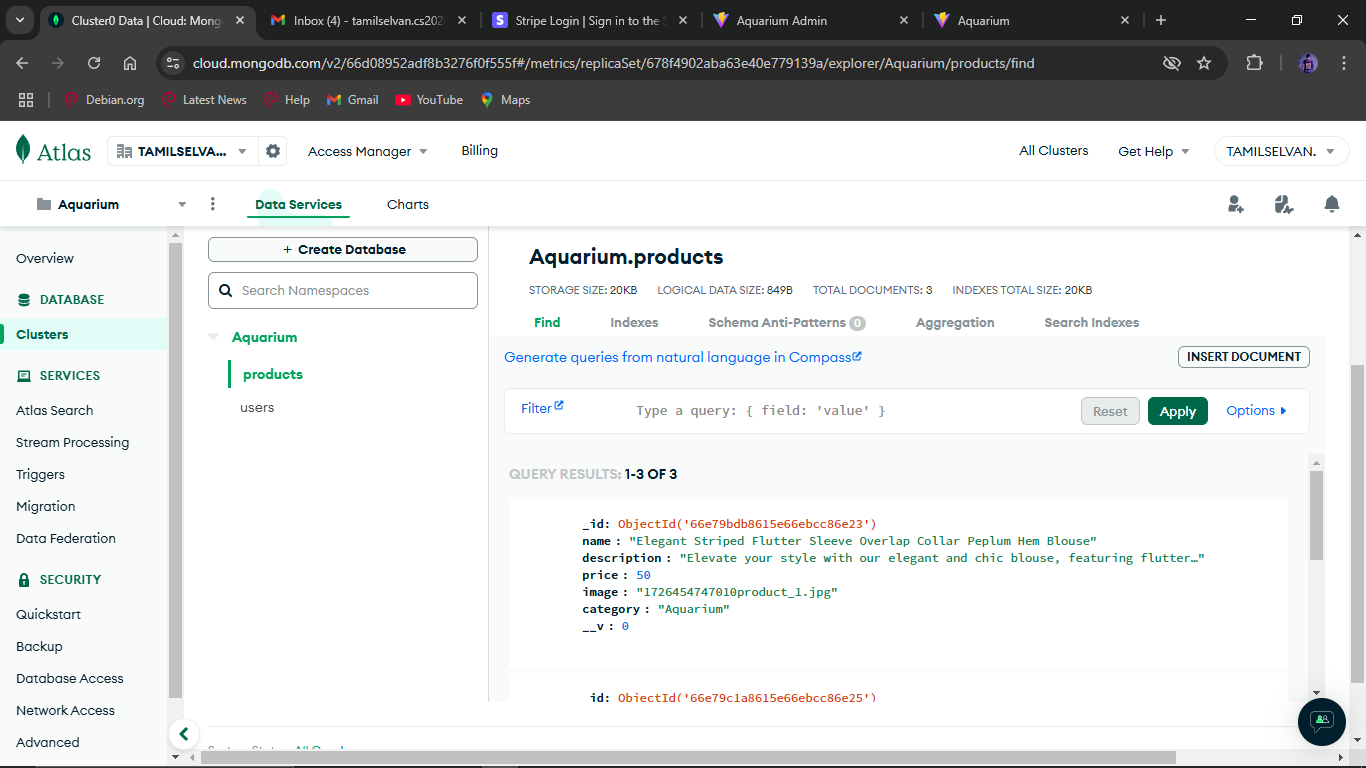 Cluster0 Data | Cloud: Mong
Inbox (4) - tamilselvan.cs202
Stripe Login | Sign in to the S
Aquarium Admin
Aquarium
cloud.mongodb.com/v2/66d08952adf8b3276f0f555f#/metrics/replicaSet/678f4902aba63e40e779139a/explorer/Aquarium/products/find
Debian.org
Latest News
Help
Gmail
YouTube
Maps
Atlas
TAMILSELVA...
Access Manager
Billing
All Clusters
Get Help
TAMILSELVAN.
Aquarium
Data Services
Charts
Overview
DATABASE
Clusters
SERVICES
Atlas Search
Stream Processing
Triggers
Migration
Data Federation
SECURITY
Quickstart
Backup
Database Access
Network Access
Advanced
+ Create Database
Search Namespaces
Aquarium
products
users
Aquarium.products
STORAGE SIZE: 20KB LOGICAL DATA SIZE: 849B TOTAL DOCUMENTS: 3 INDEXES TOTAL SIZE: 20KB
Find
Indexes
Schema Anti-Patterns 0
Aggregation
Search Indexes
Generate queries from natural language in Compass
INSERT DOCUMENT
Filter
Type a query: { field: 'value' }
Reset
Apply
Options
QUERY RESULTS: 1-3 OF 3
_id: ObjectId('66e79bdb8615e66ebcc86e23')
name : "Elegant Striped Flutter Sleeve Overlap Collar Peplum Hem Blouse"
description : "Elevate your style with our elegant and chic blouse, featuring flutter…"
price : 50
image : "1726454747010product_1.jpg"
category : "Aquarium"
__v : 0
_id: ObjectId('66e79c1a8615e66ebcc86e25')